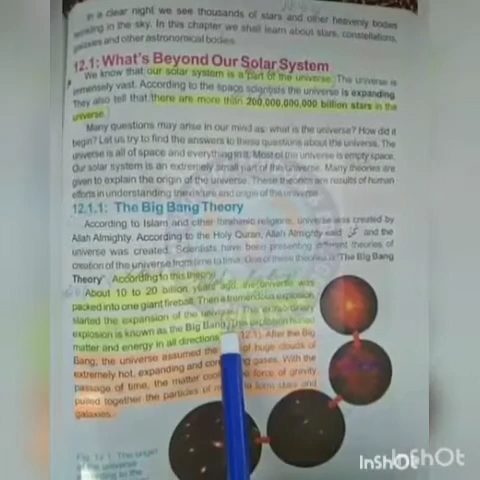 In a clear night we see thousands of stars and other heavenly bodies
twinkling in the sky. In this chapter we shall learn about stars, constellations,
galaxies and other astronomical bodies.
12.1: What's Beyond Our Solar System
We know that our solar system is a part of the universe. The universe is
immensely vast. According to the space scientists the universe is expanding.
They also tell that there are more than 200,000,000,000 billion stars in the
universe.
Many questions may arise in our mind as: what is the universe? How did it
begin? Let us try to find the answers to these questions about the universe. The
universe is all of space and everything in it. Most of the universe is empty space.
Our solar system is an extremely small part of the universe. Many theories are
given to explain the origin of the universe. These theories are results of human
efforts in understanding the nature and origin of the universe.
12.1.1: The Big Bang Theory
According to Islam and other Ibrahimic religions, universe was created by
Allah Almighty. According to the Holy Quran, Allah Almighty said كُن and the
universe was created. Scientists have been presenting different theories of
creation of the universe from time to time. One of these theories is "The Big Bang
Theory". According to this theory:
About 10 to 20 billion years ago, the universe was
packed into one giant fireball. Then a tremendous explosion
started the expansion of the universe. This extraordinary
explosion is known as the Big Bang. This explosion hurled
matter and energy in all directions 12.1). After the Big
Bang, the universe assumed the of huge clouds of
extremely hot, expanding and gases. With the
passage of time, the matter force of gravity
pulled together the particles of to form stars and
galaxies.
Fig. 12.1: The origin
of the universe
according to the
InShOt
InShOt